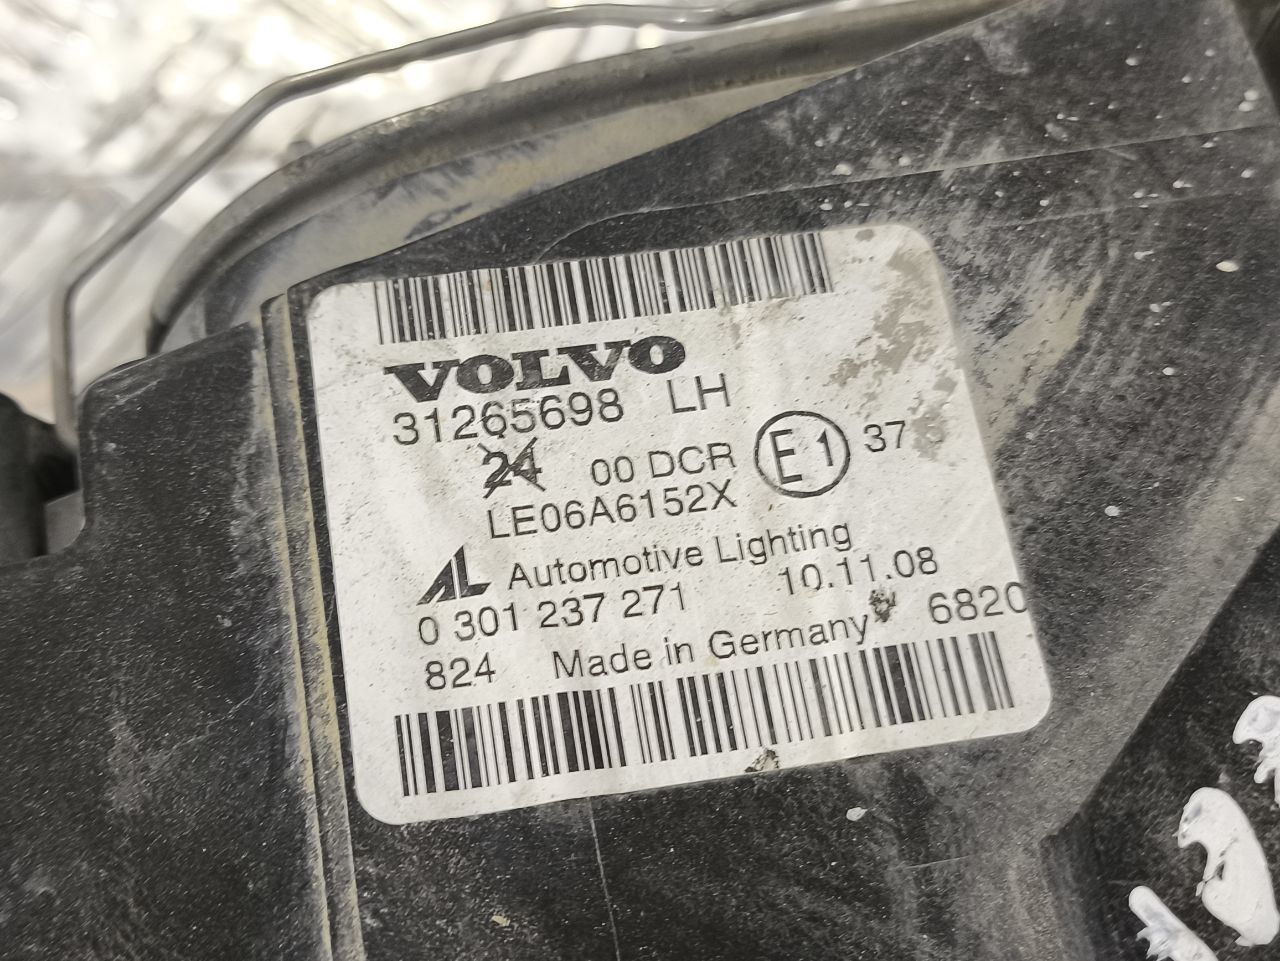 VOLVO
31265698 LH
24 00 DCR E1 37
LE06A6152X
AL Automotive Lighting
0 301 237 271 10.11.08
824 Made in Germany 6820